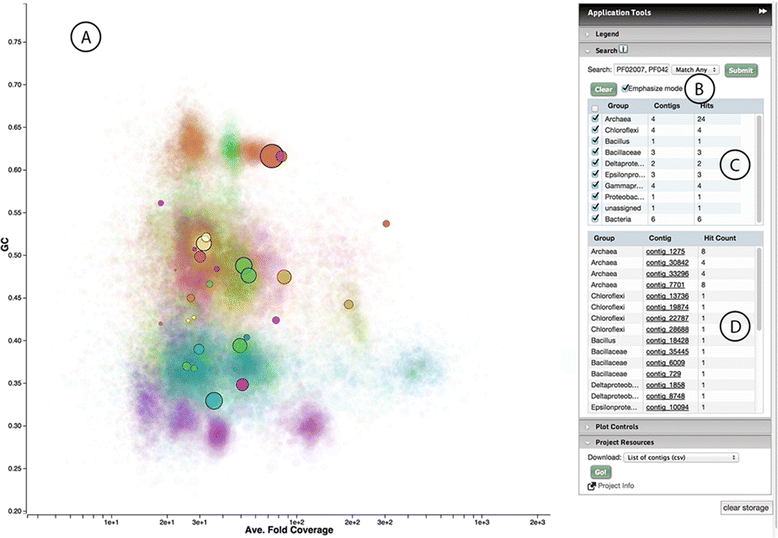 A
0.75
0.70
0.65
0.60
0.55
0.50
0.45
0.40
0.35
0.30
0.25
0.20
GC
1e+1
2e+1
3e+1
1e+2
2e+2
3e+2
1e+3
2e+3
Ave. Fold Coverage
Application Tools
Legend
Search i
Search: PF02007, PF042 Match Any Submit
Clear Emphasize mode B
Group Contigs Hits
Archaea 4 24
Chloroflexi 4 4
Bacillus 1 1
Bacillaceae 3 3
Deltaprote... 2 2
Epsilonpro... 3 3
Gammapr... 4 4
Proteobac... 1 1
unassigned 1 1
Bacteria 6 6
C
Group Contig Hit Count
Archaea contig_1275 8
Archaea contig_30842 4
Archaea contig_33296 4
Archaea contig_7701 8
Chloroflexi contig_13736 1
Chloroflexi contig_19874 1
Chloroflexi contig_22787 1
Chloroflexi contig_28688 1
Bacillus contig_18428 1
Bacillaceae contig_35445 1
Bacillaceae contig_6009 1
Bacillaceae contig_729 1
Deltaproteob... contig_1858 1
Deltaproteob... contig_8748 1
Epsilonprote... contig_10094 1
D
Plot Controls
Project Resources
Download: List of contigs (csv)
Go!
Project Info
clear storage